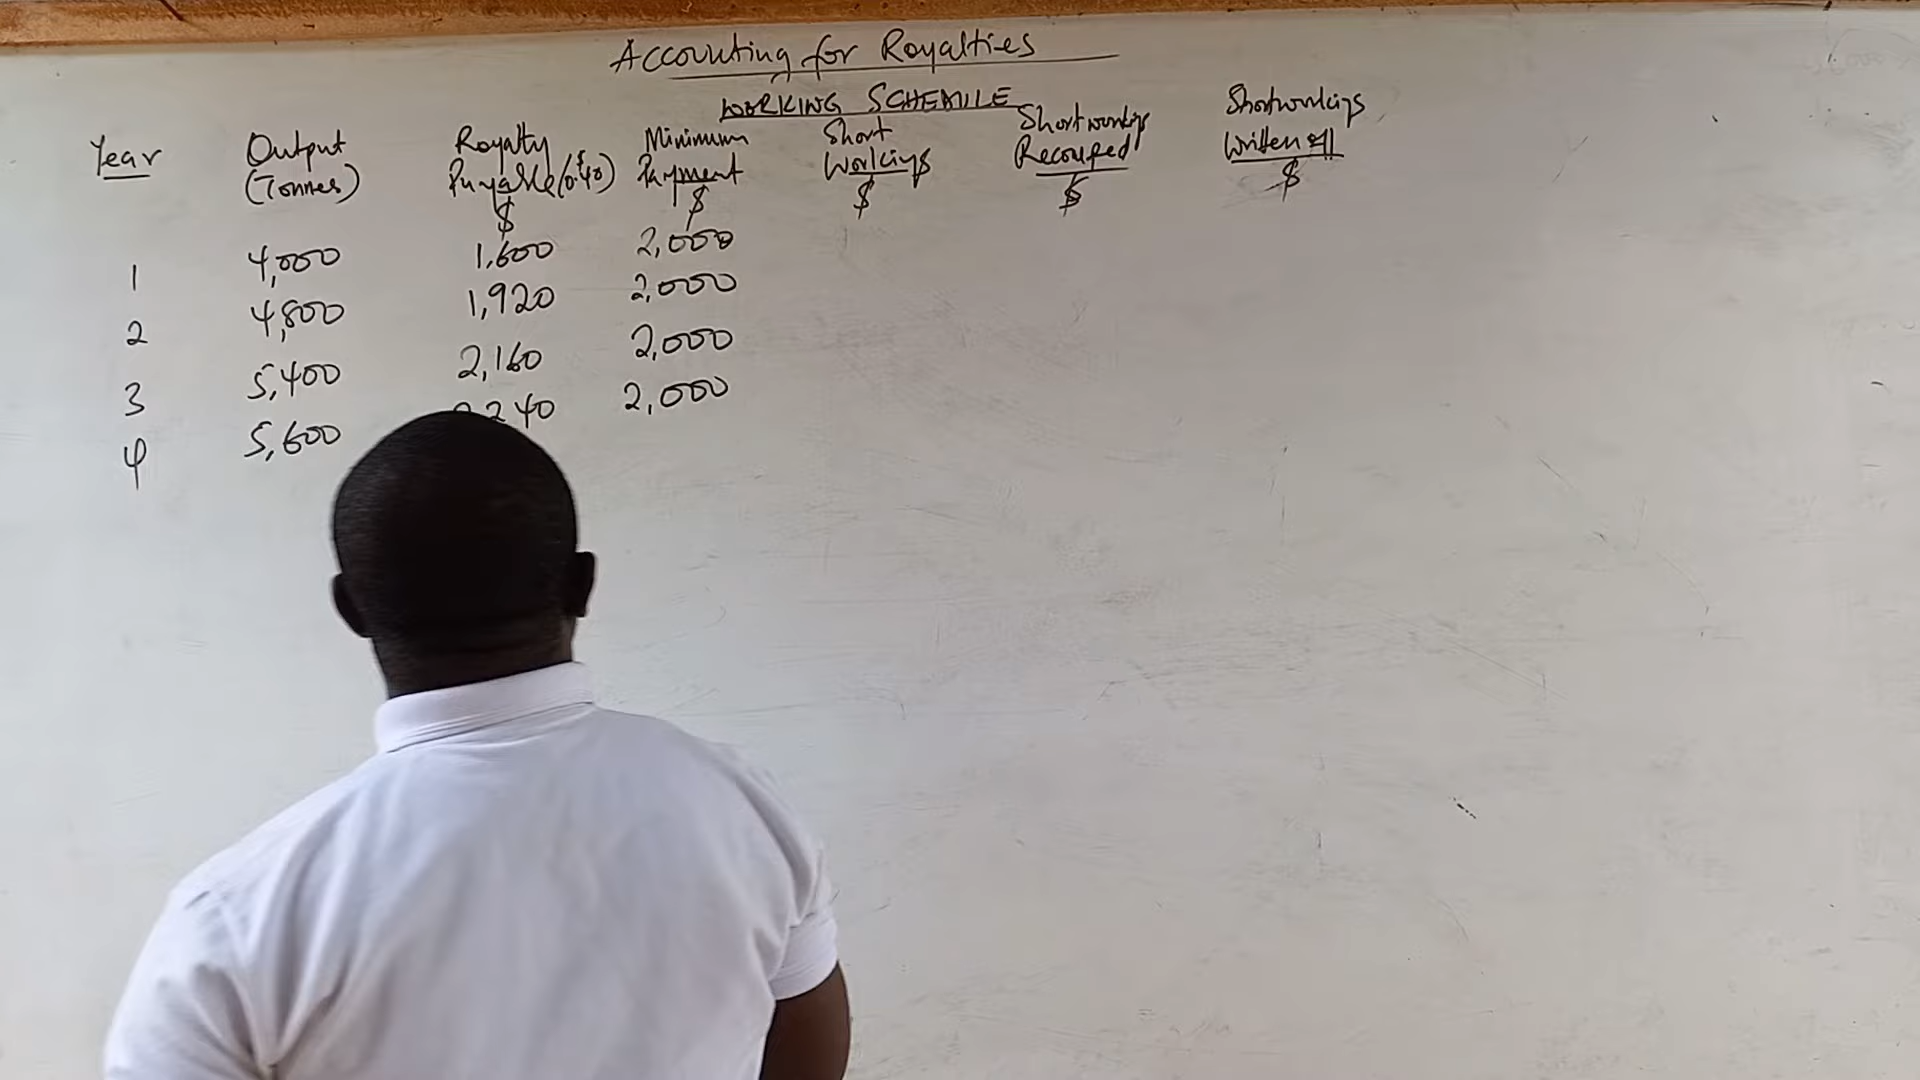 Accounting for Royalties
WORKING SCHEDULE
Year Output (Tonnes) Royalty Payable ($0.40) $ Minimum Payment $ Short Workings $ Shortworkings Recouped $ Shortworkings Written off $
1 4,000 1,600 2,000
2 4,800 1,920 2,000
3 5,400 2,160 2,000
4 5,600 240 2,000